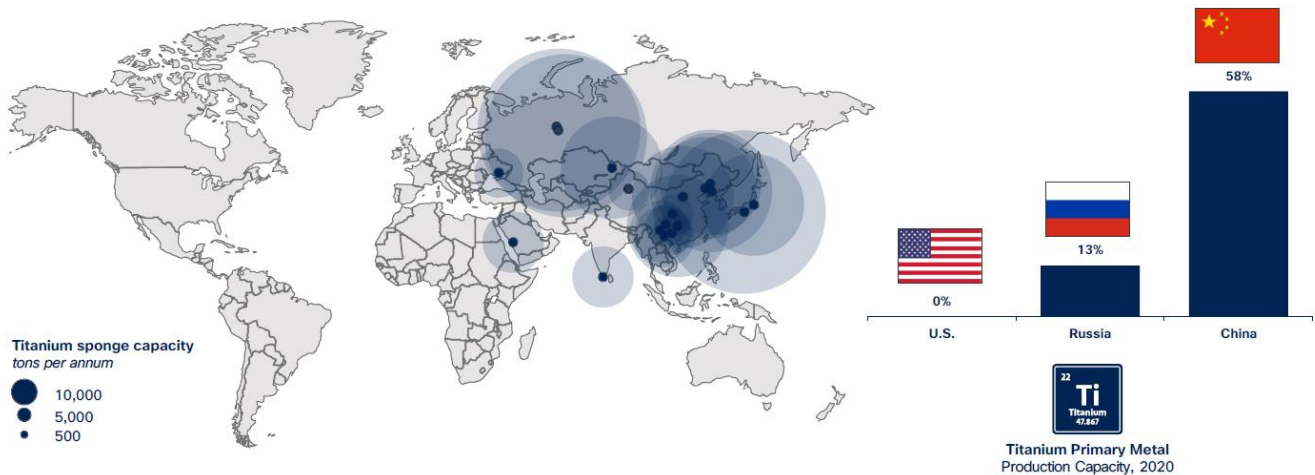 Titanium sponge capacity
tons per annum
10,000
5,000
500
58%
13%
0%
U.S.
Russia
China
22
Ti
Titanium
47.867
Titanium Primary Metal
Production Capacity, 2020